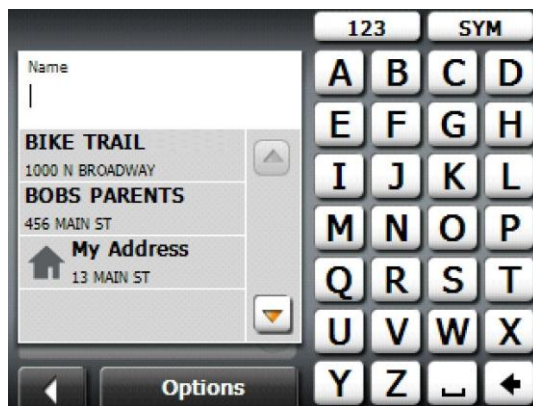 Name
BIKE TRAIL
1000 N BROADWAY
BOBS PARENTS
456 MAIN ST
My Address
13 MAIN ST
Options
123 SYM
A B C D
E F G H
I J K L
M N O P
Q R S T
U V W X
Y Z